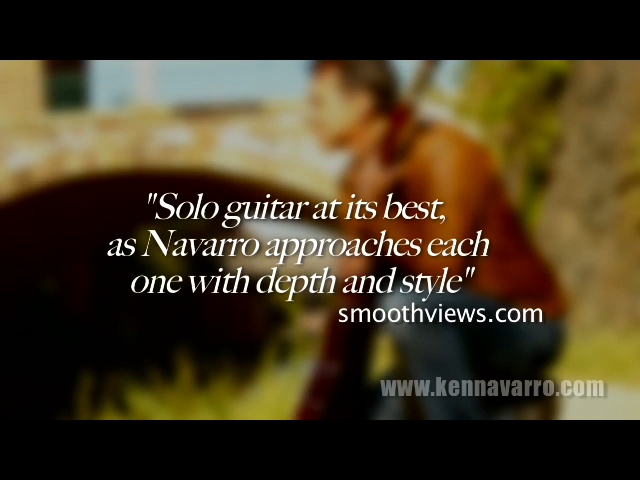 "Solo guitar at its best,
as Navarro approaches each
one with depth and style"
smoothviews.com
www.kennavarro.com